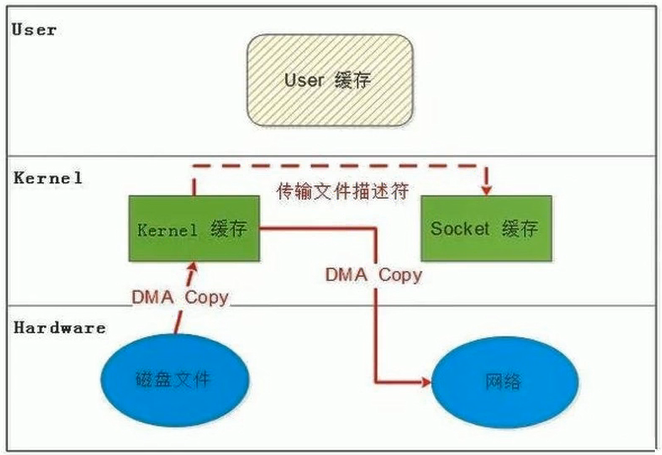 User
User 缓存
Kernel
传输文件描述符
Kernel 缓存
Socket 缓存
DMA Copy
DMA Copy
Hardware
磁盘文件
网络